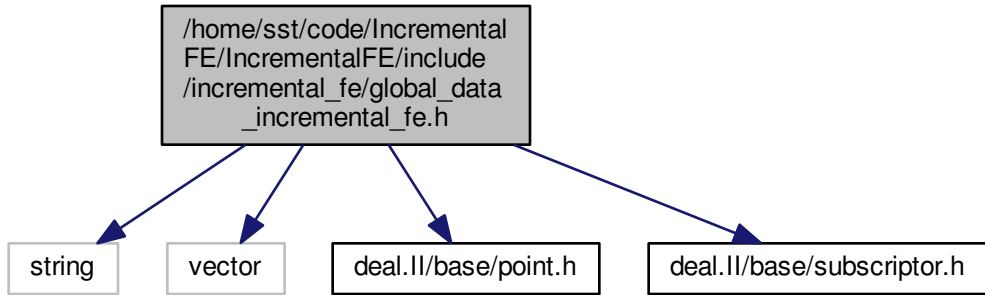 /home/sst/code/Incremental
FE/IncrementalFE/include
/incremental_fe/global_data
_incremental_fe.h
string
vector
deal.II/base/point.h
deal.II/base/subscriptor.h